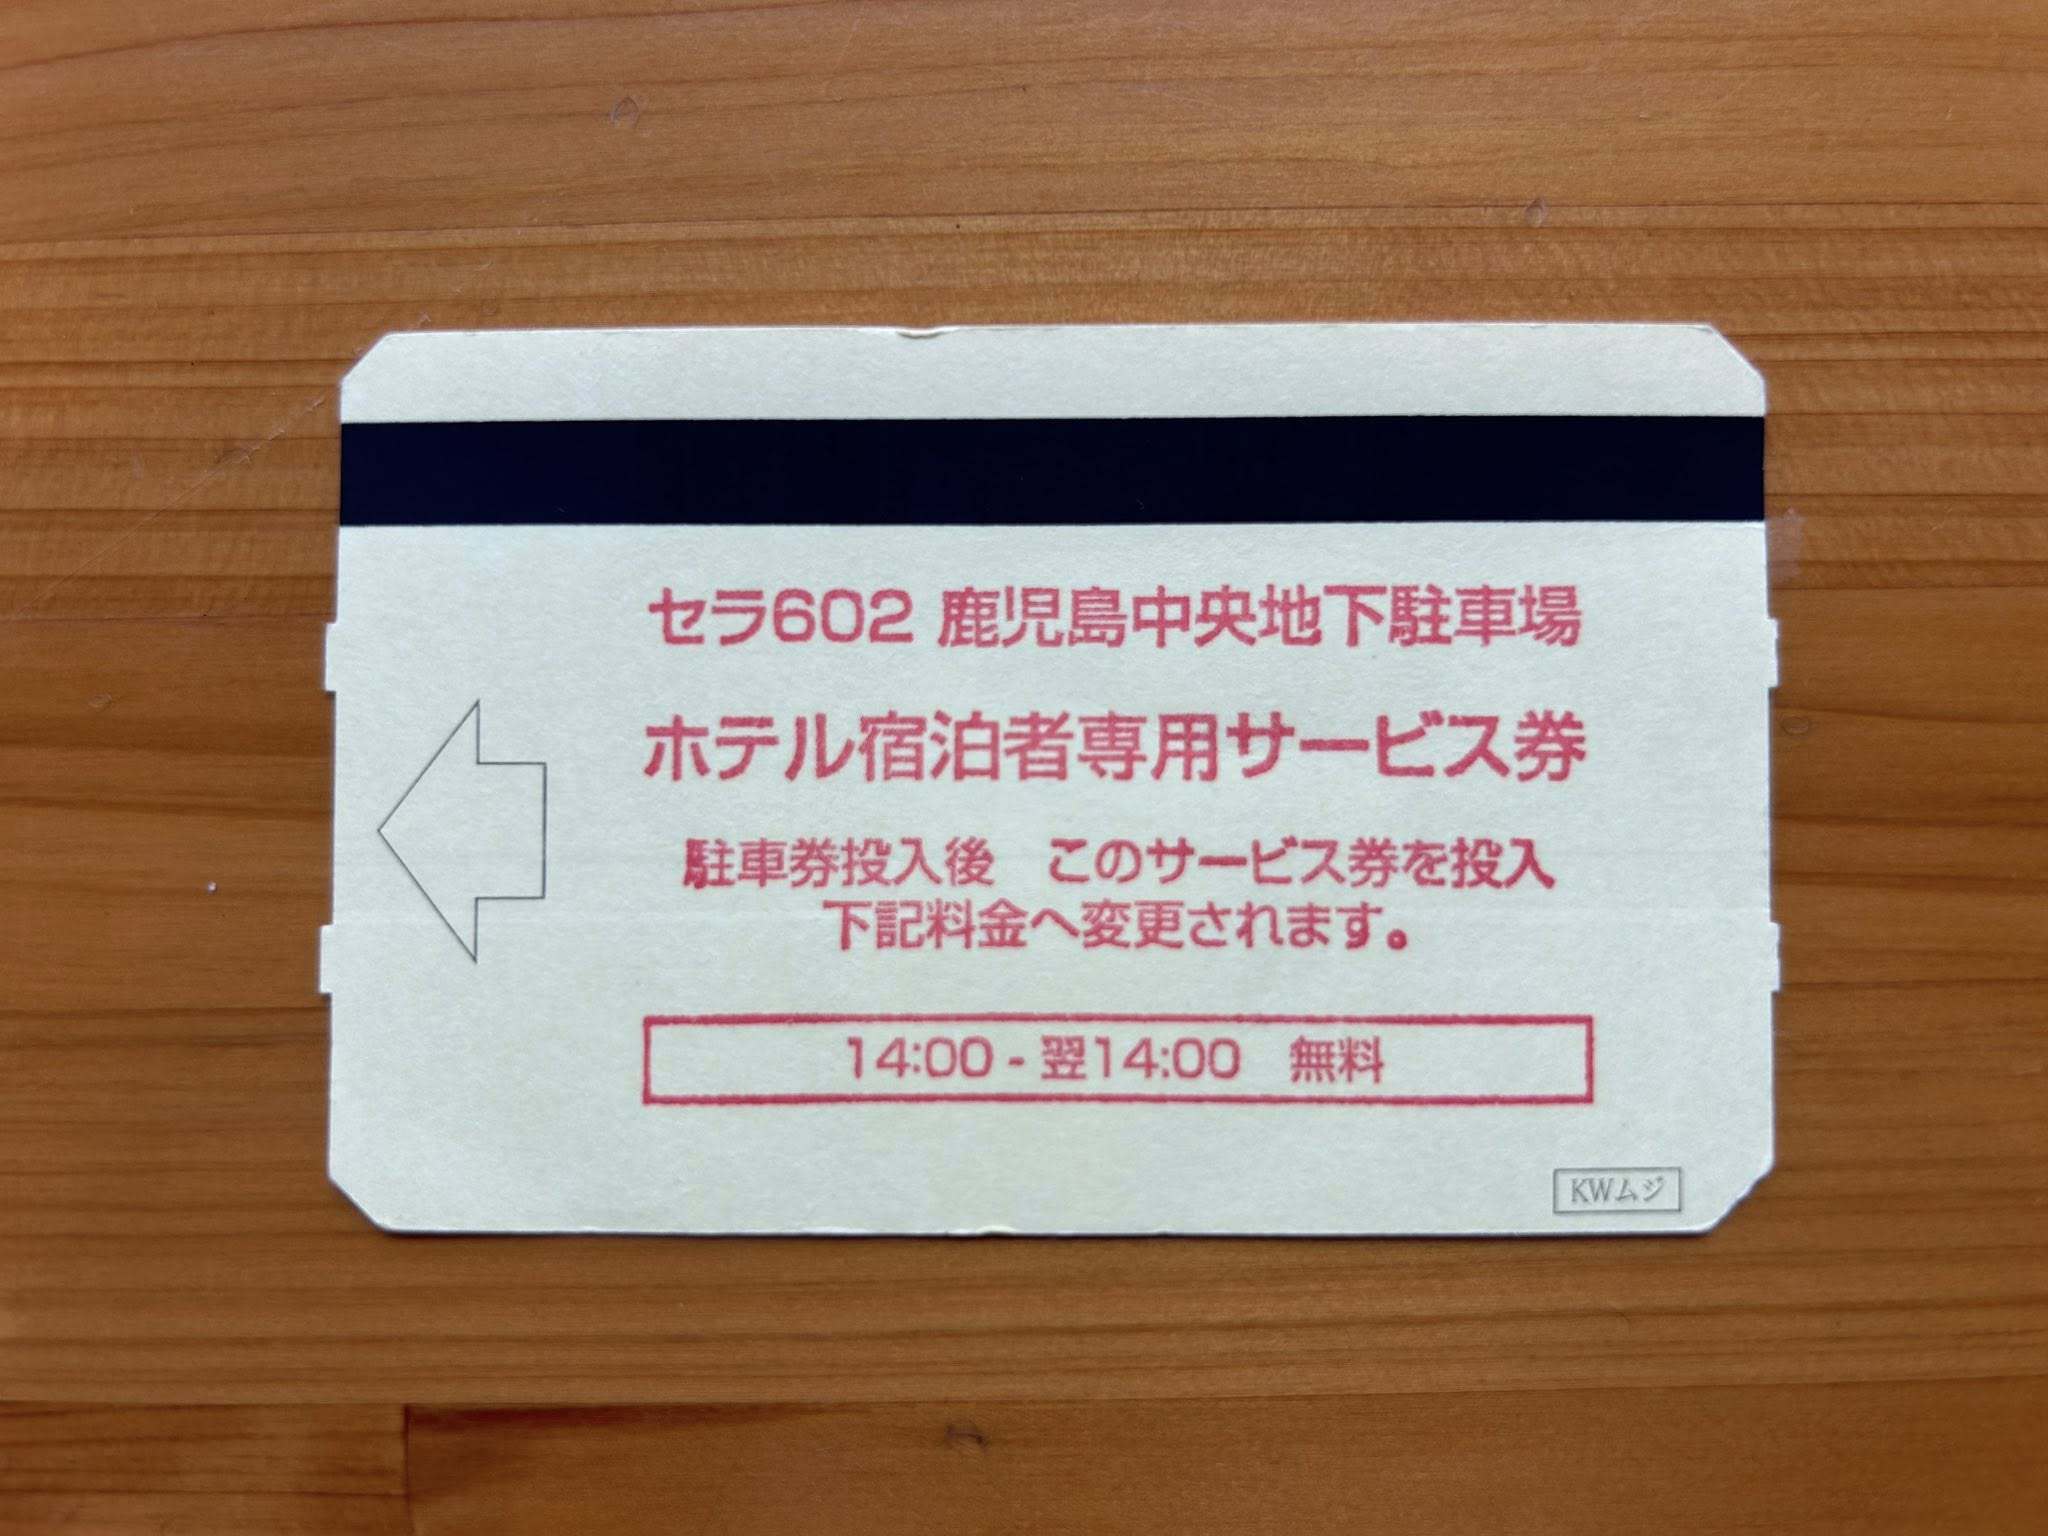 セラ602 鹿児島中央地下駐車場
ホテル宿泊者専用サービス券
駐車券投入後　このサービス券を投入
下記料金へ変更されます。
14:00 - 翌14:00　無料
KWムジ